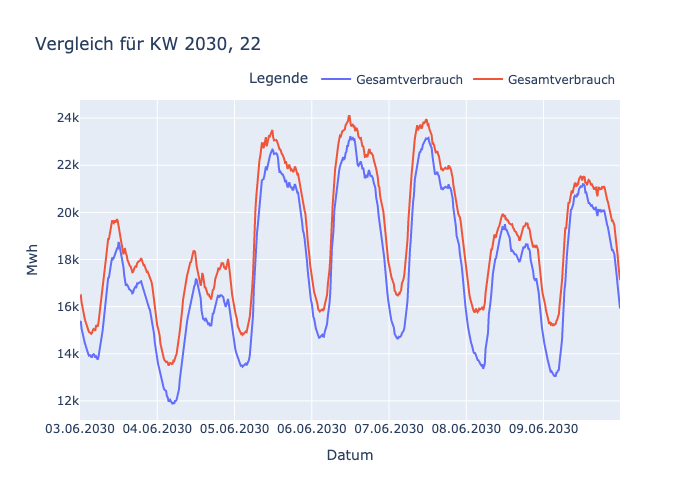 Vergleich für KW 2030, 22
Legende Gesamtverbrauch Gesamtverbrauch
24k
22k
20k
18k
16k
14k
12k
Mwh
03.06.2030 04.06.2030 05.06.2030 06.06.2030 07.06.2030 08.06.2030 09.06.2030
Datum